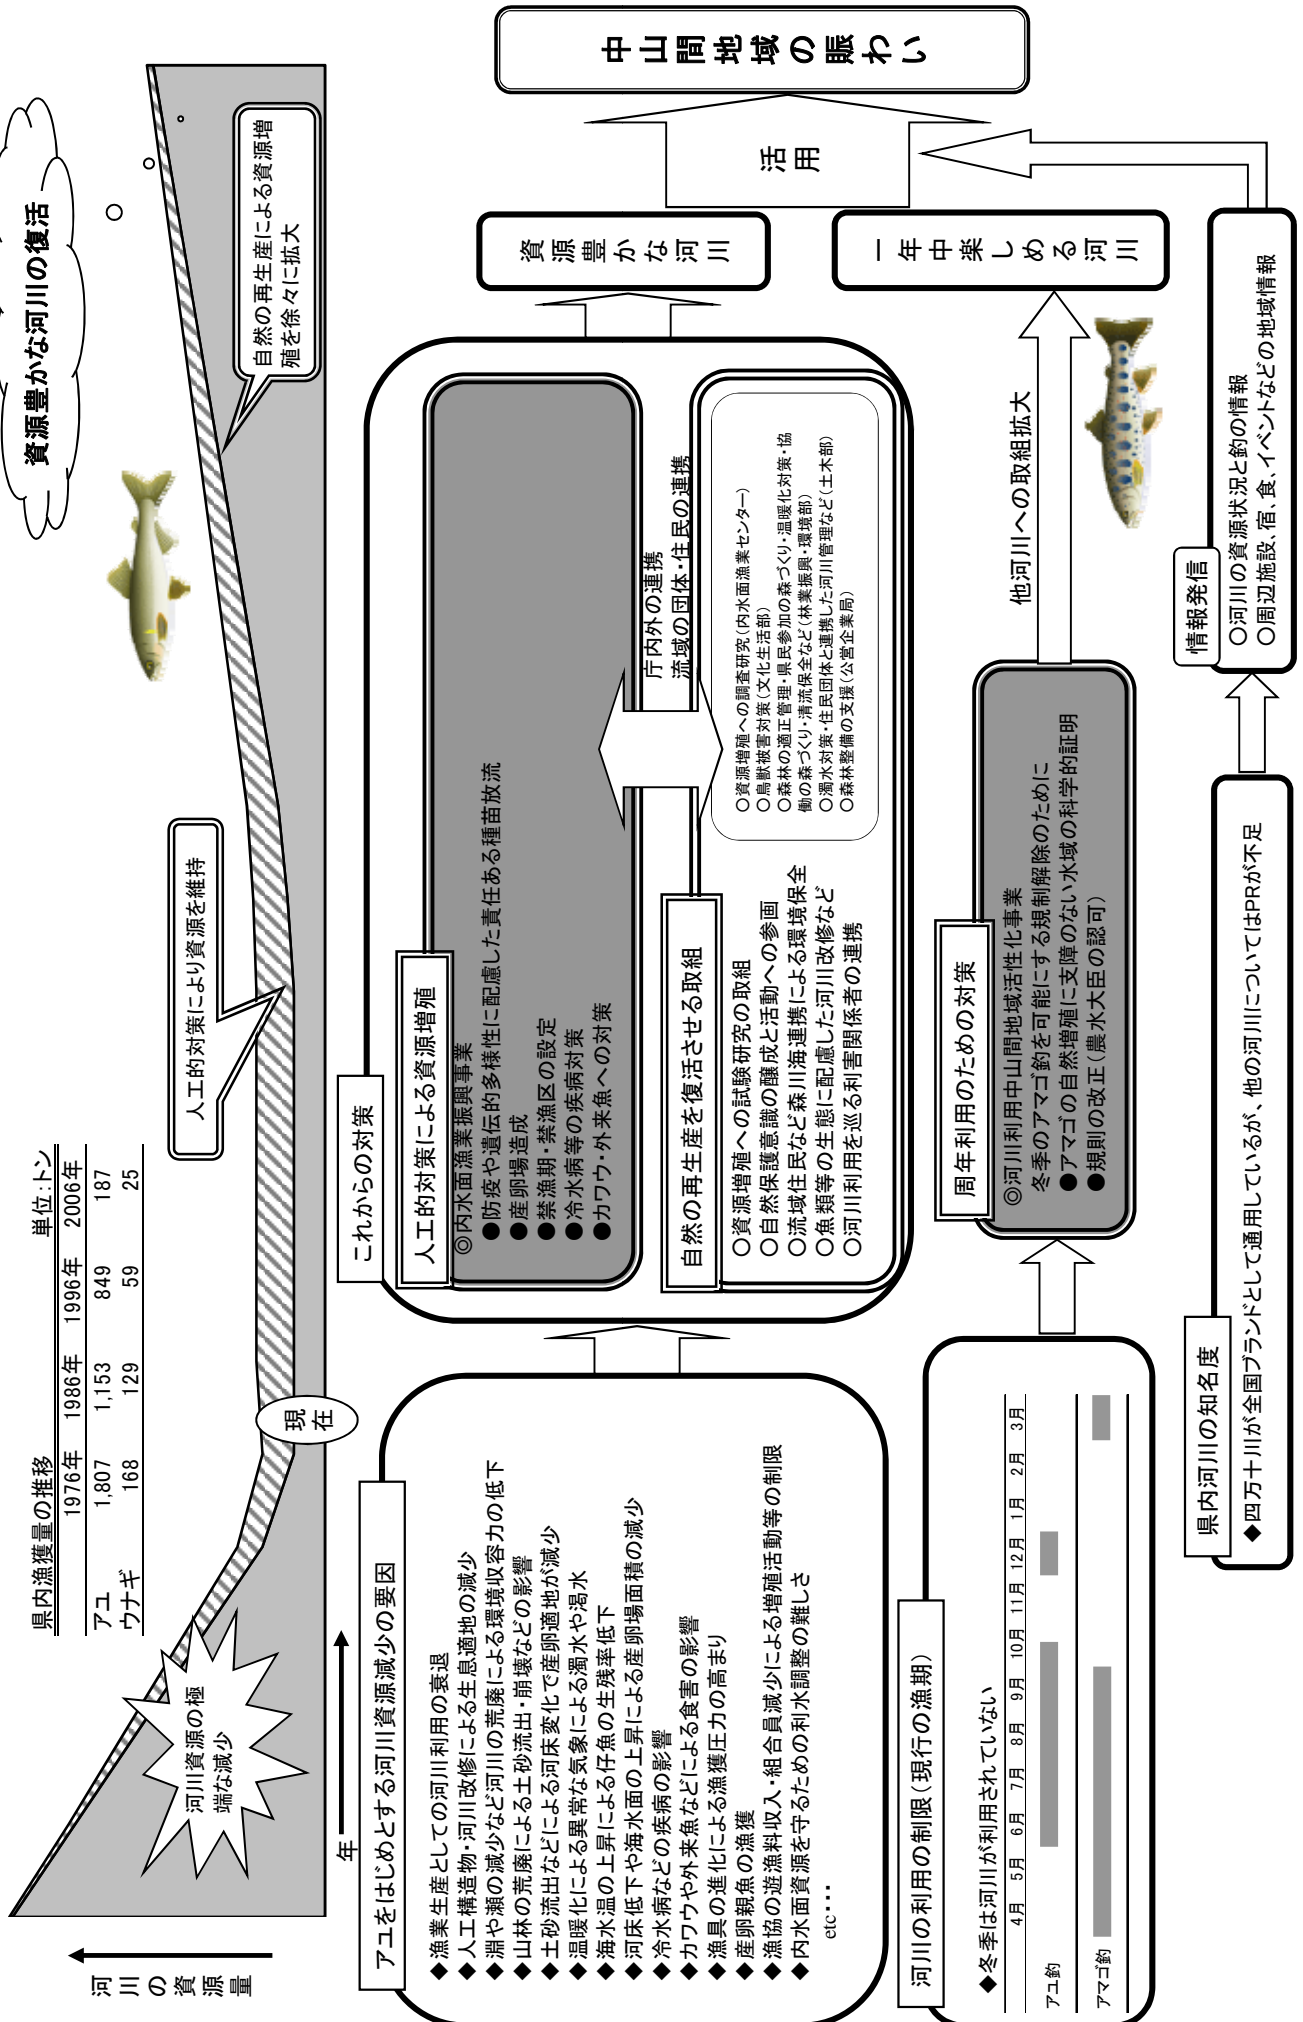 資源豊かな河川の復活
県内漁獲量の推移 単位:トン
1976年 1986年 1996年 2006年
アユ 1,807 1,153 849 187
ウナギ 168 129 59 25
河川の資源量
年
河川資源の極
端な減少
現在
人工的対策により資源を維持
自然の再生産による資源増
殖を徐々に拡大
アユをはじめとする河川資源減少の要因
◆漁業生産としての河川利用の衰退
◆人工構造物・河川改修による生息適地の減少
◆淵や瀬の減少など河川の荒廃による環境収容力の低下
◆山林の荒廃による土砂流出・崩壊などの影響
◆土砂流出などによる河床変化で産卵適地が減少
◆温暖化による異常な気象による濁水や渇水
◆海水温の上昇による仔魚の生残率低下
◆河床低下や海水面の上昇による産卵場面積の減少
◆冷水病などの疾病の影響
◆カワウや外来魚などによる食害の影響
◆漁具の進化による漁獲圧力の高まり
◆産卵親魚の漁獲
◆漁協の遊漁料収入・組合員減少による増殖活動等の制限
◆内水面資源を守るための利水調整の難しさ
etc・・・
これからの対策
人工的対策による資源増殖
◎内水面漁業振興事業
●防疫や遺伝的多様性に配慮した責任ある種苗放流
●産卵場造成
●禁漁期・禁漁区の設定
●冷水病等の疾病対策
●カワウ・外来魚への対策
庁内外の連携
流域の団体・住民の連携
自然の再生産を復活させる取組
○資源増殖への試験研究の取組
○自然保護意識の醸成と活動への参画
○流域住民など森川海連携による環境保全
○魚類等の生態に配慮した河川改修など
○河川利用を巡る利害関係者の連携
○資源増殖への調査研究(内水面漁業センター)
○鳥獣被害対策(文化生活部)
○森林の適正管理・県民参加の森づくり・温暖化対策・協
働の森づくり・清流保全など(林業振興・環境部)
○濁水対策・住民団体と連携した河川管理など(土木部)
○森林整備の支援(公営企業局)
資源豊かな河川
河川の利用の制限(現行の漁期)
◆冬季は河川が利用されていない
4月 5月 6月 7月 8月 9月 10月 11月 12月 1月 2月 3月
アユ釣
アマゴ釣
周年利用のための対策
◎河川利用中山間地域活性化事業
冬季のアマゴ釣を可能にする規制解除のために
●アマゴの自然増殖に支障のない水域の科学的証明
●規則の改正(農水大臣の認可)
他河川への取組拡大
一年中楽しめる河川
県内河川の知名度
◆四万十川が全国ブランドとして通用しているが、他の河川についてはPRが不足
情報発信
○河川の資源状況と釣の情報
○周辺施設、宿、食、イベントなどの地域情報
活用
中山間地域の賑わい